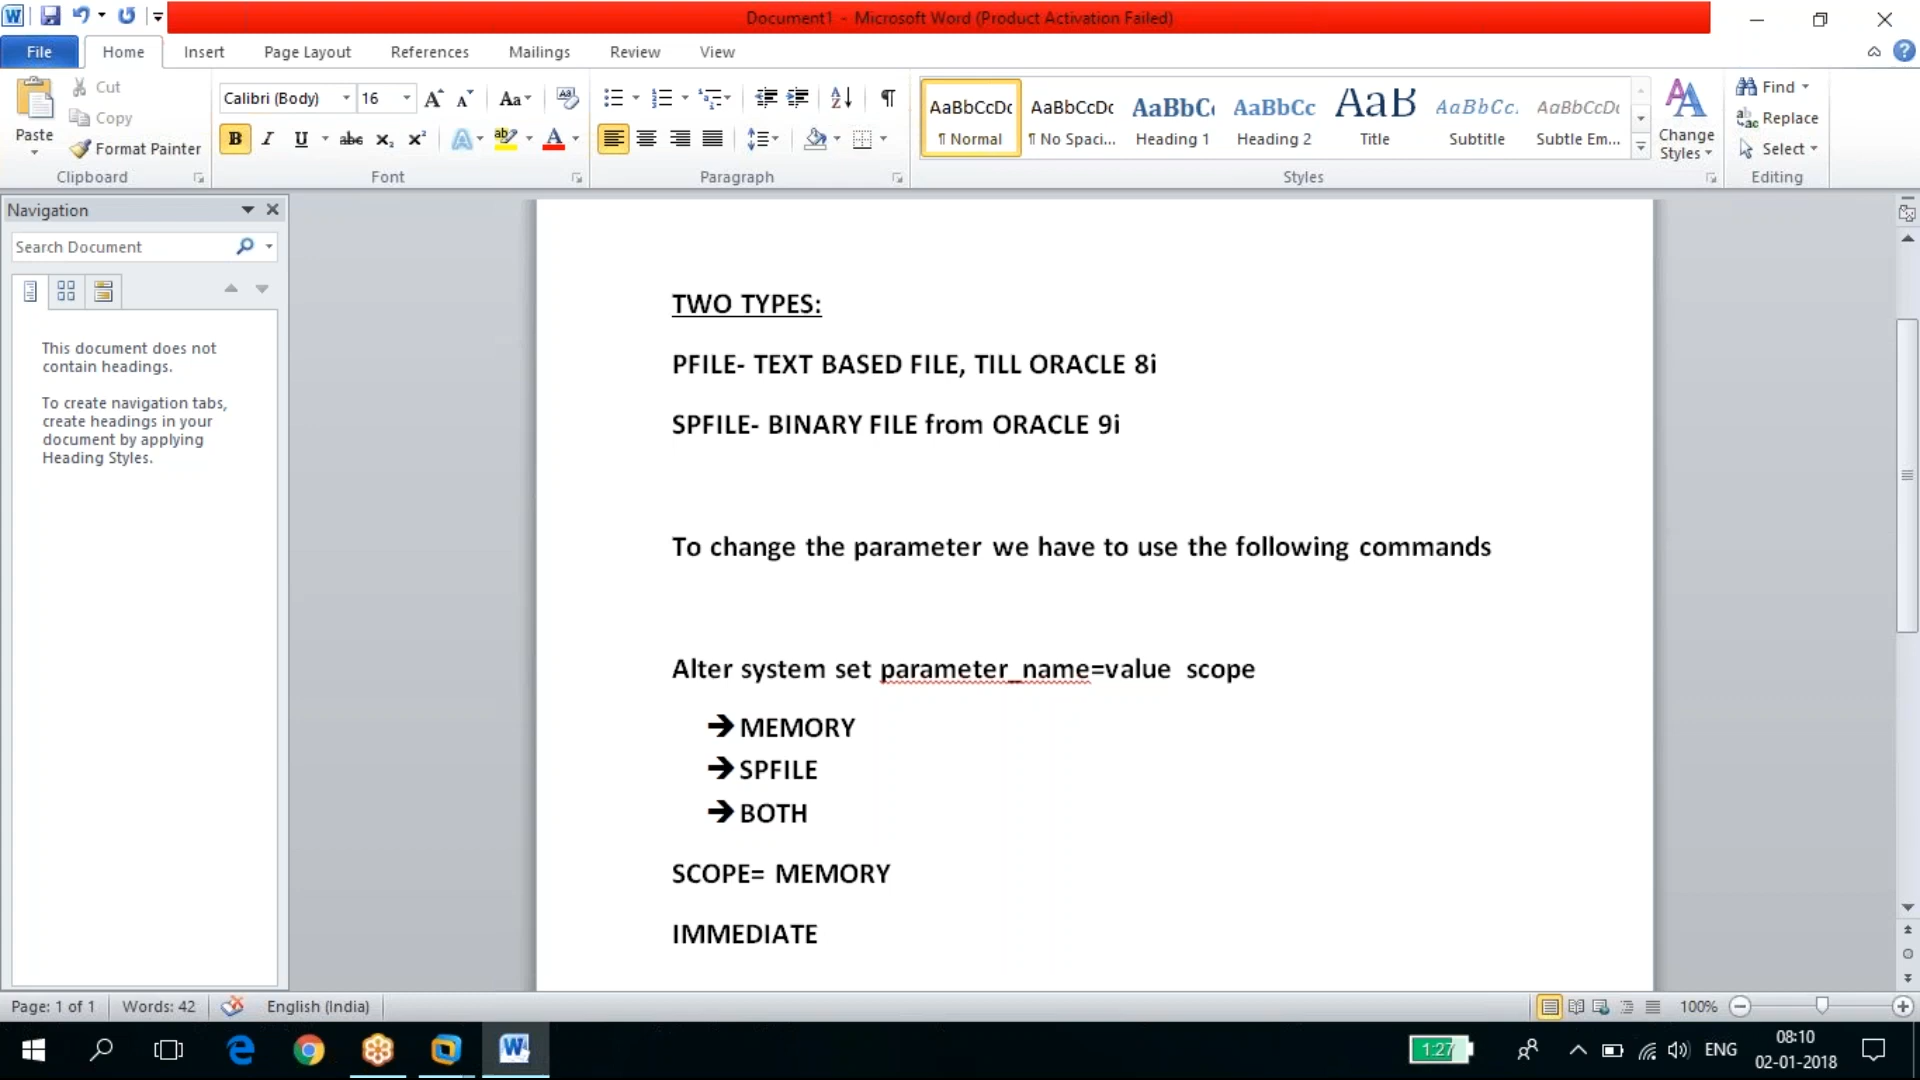 Document1 - Microsoft Word (Product Activation Failed)
File Home Insert Page Layout References Mailings Review View
Paste
Cut
Copy
Format Painter
Clipboard
Calibri (Body) 16
Font
Paragraph
AaBbCcDc AaBbCcDc AaBbC AaBbCc AaB AaBbCc. AaBbCcDc
¶ Normal ¶ No Spaci... Heading 1 Heading 2 Title Subtitle Subtle Em...
Change
Styles
Styles
Find
Replace
Select
Editing
Navigation
Search Document
This document does not
contain headings.
To create navigation tabs,
create headings in your
document by applying
Heading Styles.
TWO TYPES:
PFILE- TEXT BASED FILE, TILL ORACLE 8i
SPFILE- BINARY FILE from ORACLE 9i
To change the parameter we have to use the following commands
Alter system set parameter_name=value  scope
➔ MEMORY
➔ SPFILE
➔ BOTH
SCOPE= MEMORY
IMMEDIATE
Page: 1 of 1 Words: 42 English (India) 100%
1:27 ENG 08:10
02-01-2018